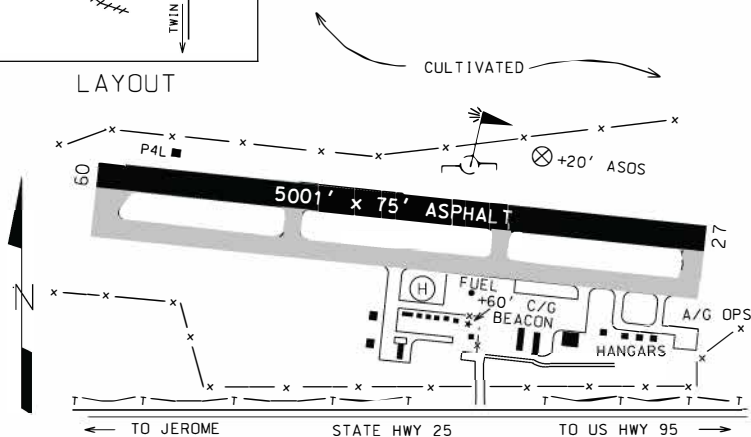 TWIN
LAYOUT
CULTIVATED
P4L
+20' ASOS
09
5001' x 75' ASPHALT
27
N
H
FUEL
+60'
C/G
BEACON
A/G OPS
HANGARS
TO JEROME
STATE HWY 25
TO US HWY 95